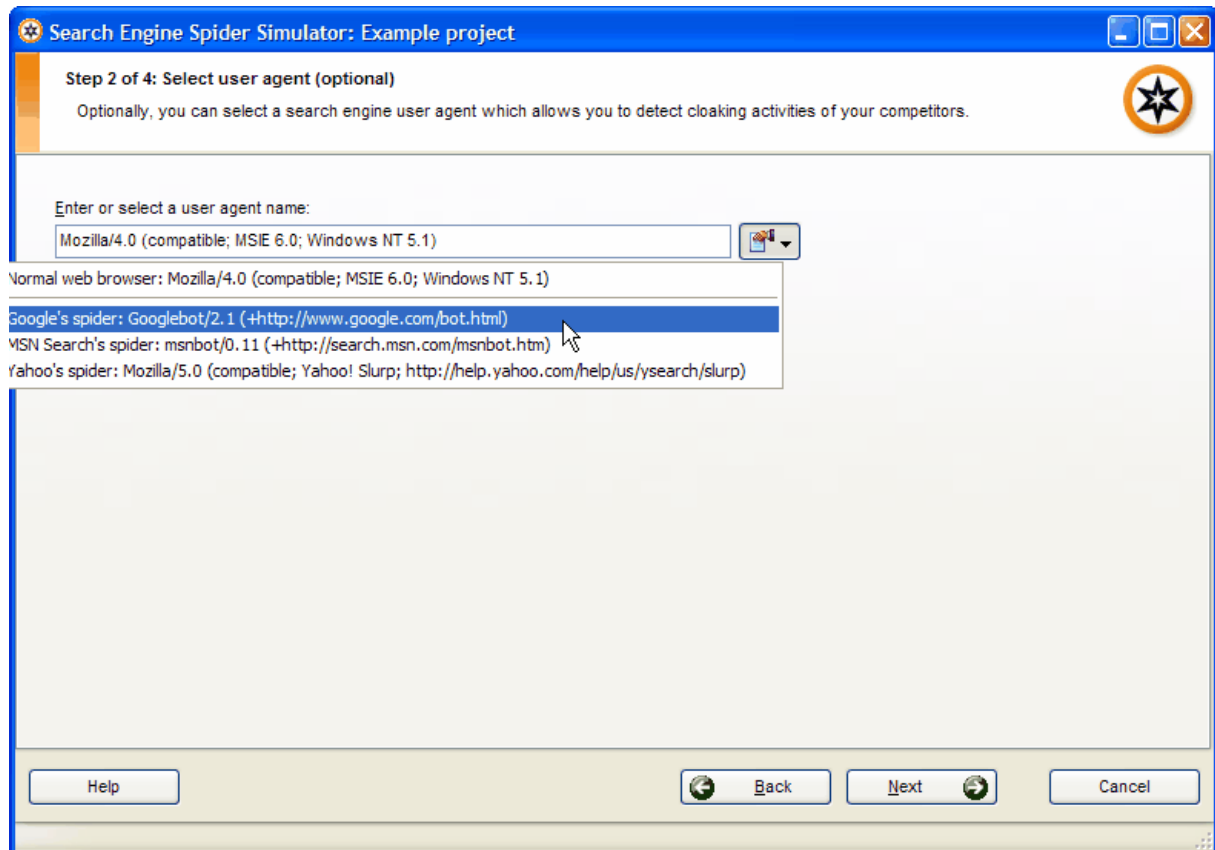 Search Engine Spider Simulator: Example project
Step 2 of 4: Select user agent (optional)
Optionally, you can select a search engine user agent which allows you to detect cloaking activities of your competitors.
Enter or select a user agent name:
Mozilla/4.0 (compatible; MSIE 6.0; Windows NT 5.1)
Normal web browser: Mozilla/4.0 (compatible; MSIE 6.0; Windows NT 5.1)
Google's spider: Googlebot/2.1 (+http://www.google.com/bot.html)
MSN Search's spider: msnbot/0.11 (+http://search.msn.com/msnbot.htm)
Yahoo's spider: Mozilla/5.0 (compatible; Yahoo! Slurp; http://help.yahoo.com/help/us/ysearch/slurp)
Help Back Next Cancel